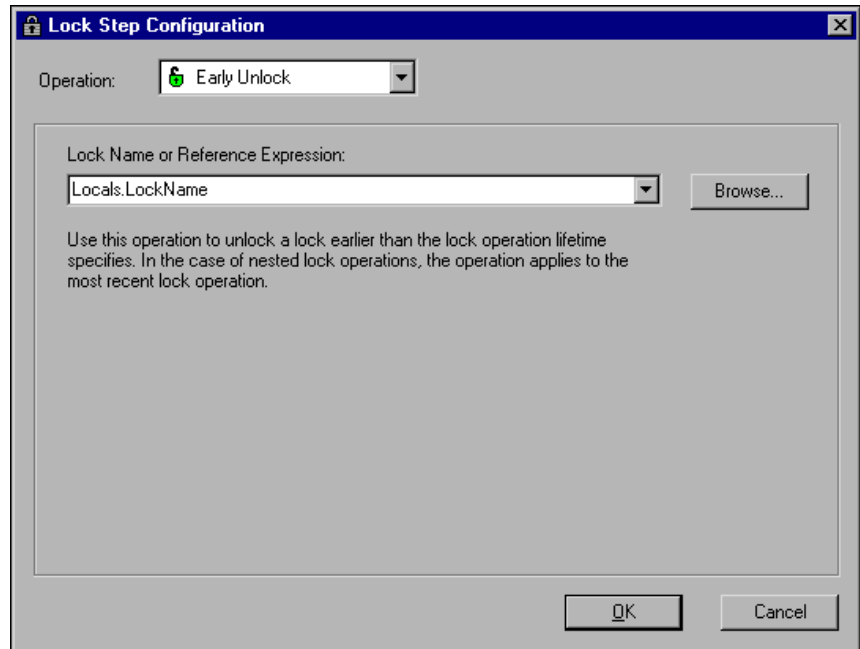 Lock Step Configuration
Operation: Early Unlock
Lock Name or Reference Expression:
Locals.LockName Browse...
Use this operation to unlock a lock earlier than the lock operation lifetime
specifies. In the case of nested lock operations, the operation applies to the
most recent lock operation.
OK Cancel